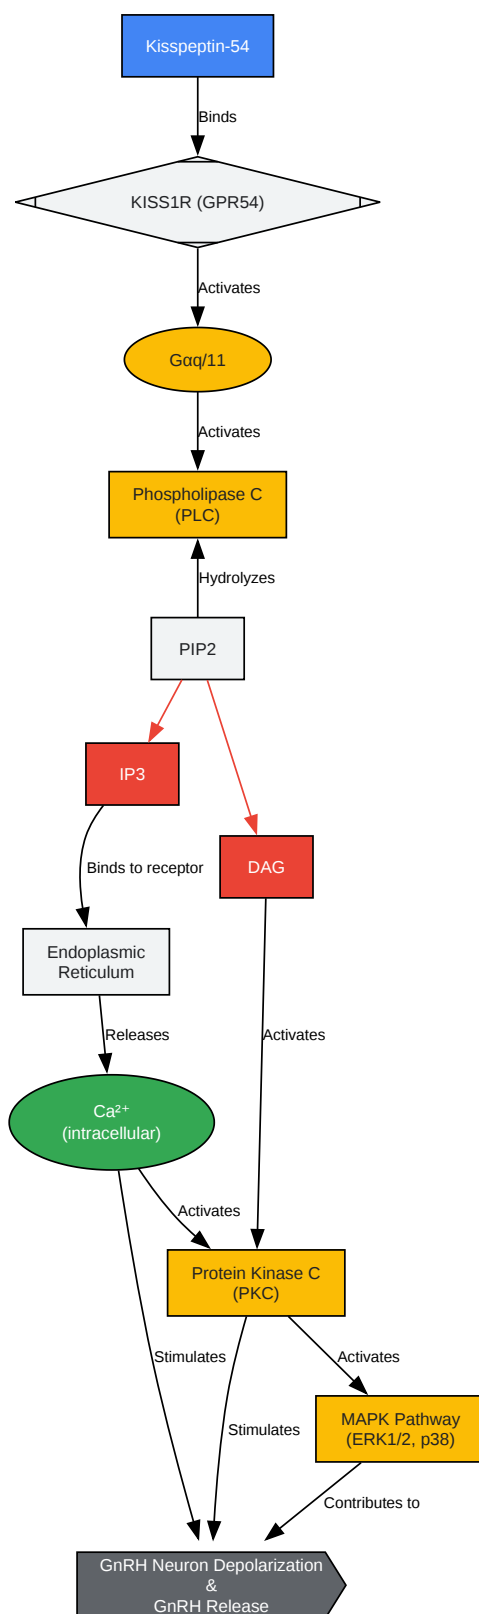 Kisspeptin-54
Binds
KISS1R (GPR54)
Activates
Gαq/11
Activates
Phospholipase C
(PLC)
Hydrolyzes
PIP2
IP3
DAG
Binds to receptor
Endoplasmic
Reticulum
Releases
Activates
Ca²⁺
(intracellular)
Activates
Protein Kinase C
(PKC)
Stimulates
Activates
MAPK Pathway
(ERK1/2, p38)
Stimulates
Contributes to
GnRH Neuron Depolarization
&
GnRH Release